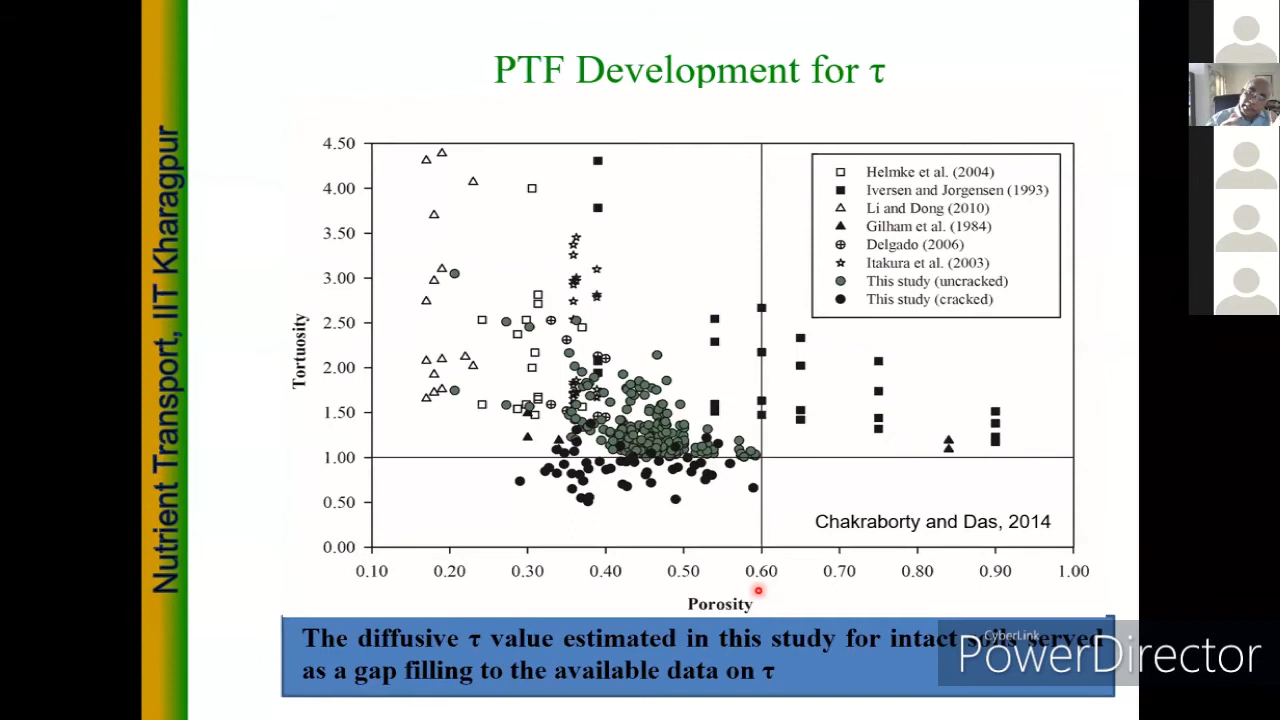 PTF Development for τ
Nutrient Transport, IIT Kharagpur
4.50
4.00
3.50
3.00
2.50
2.00
1.50
1.00
0.50
0.00
Tortuosity
Helmke et al. (2004)
Iversen and Jorgensen (1993)
Li and Dong (2010)
Gilham et al. (1984)
Delgado (2006)
Itakura et al. (2003)
This study (uncracked)
This study (cracked)
Chakraborty and Das, 2014
0.10 0.20 0.30 0.40 0.50 0.60 0.70 0.80 0.90 1.00
Porosity
The diffusive τ value estimated in this study for intact soils served
as a gap filling to the available data on τ
CyberLink
PowerDirector